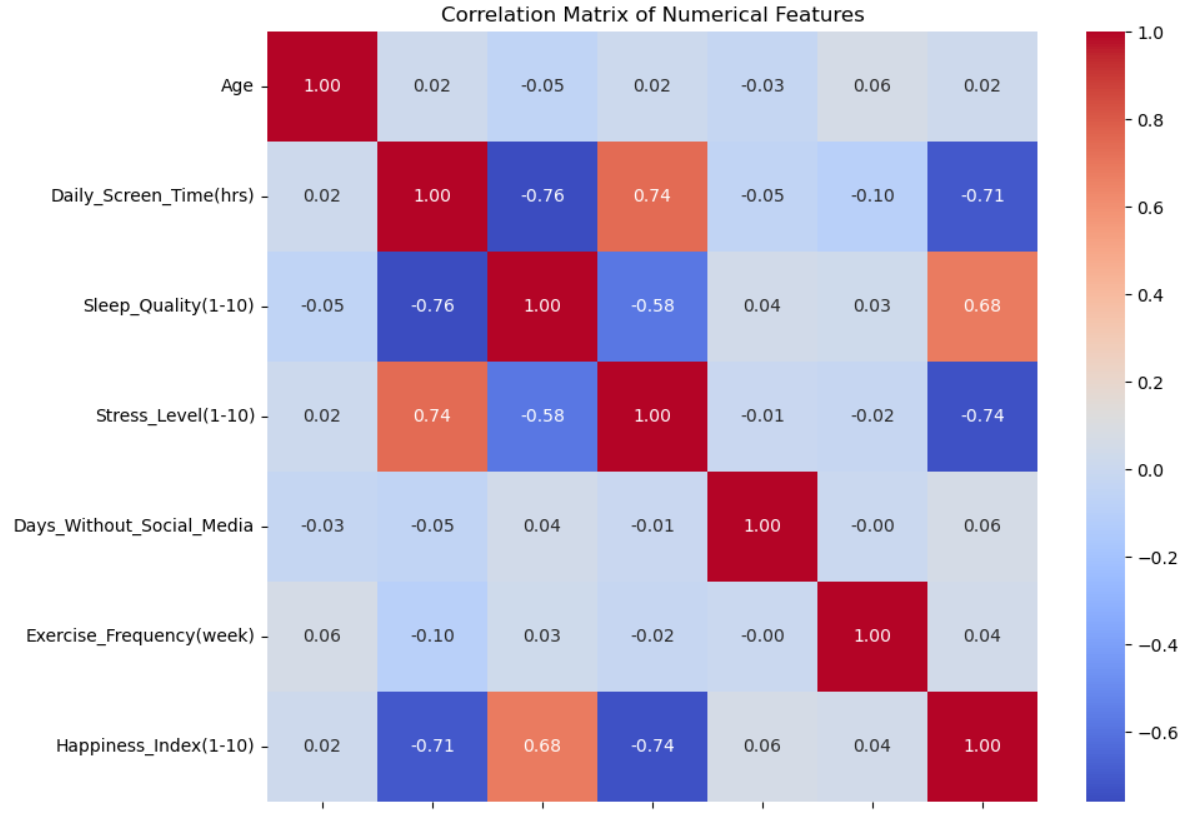 Correlation Matrix of Numerical Features
Age 1.00 0.02 -0.05 0.02 -0.03 0.06 0.02
Daily_Screen_Time(hrs) 0.02 1.00 -0.76 0.74 -0.05 -0.10 -0.71
Sleep_Quality(1-10) -0.05 -0.76 1.00 -0.58 0.04 0.03 0.68
Stress_Level(1-10) 0.02 0.74 -0.58 1.00 -0.01 -0.02 -0.74
Days_Without_Social_Media -0.03 -0.05 0.04 -0.01 1.00 -0.00 0.06
Exercise_Frequency(week) 0.06 -0.10 0.03 -0.02 -0.00 1.00 0.04
Happiness_Index(1-10) 0.02 -0.71 0.68 -0.74 0.06 0.04 1.00
1.0
0.8
0.6
0.4
0.2
0.0
−0.2
−0.4
−0.6